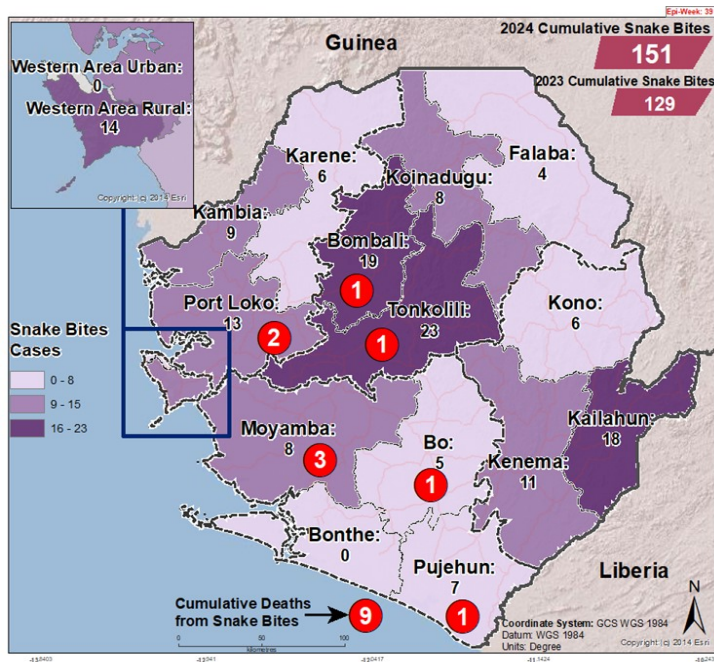 Epi-Week: 39
2024 Cumulative Snake Bites
151
2023 Cumulative Snake Bites
129
Guinea
Western Area Urban:
0
Western Area Rural:
14
Copyright:(c) 2014 Esri
Karene:
6
Falaba:
4
Koinadugu:
8
Kambia:
9
Bombali:
19
1
Port Loko:
13
2
Tonkolili:
23
1
Kono:
6
Snake Bites
Cases
0 - 8
9 - 15
16 - 23
Moyamba:
8
3
Bo:
5
1
Kenema:
11
Kailahun:
18
Bonthe:
0
Pujehun:
7
1
Liberia
Cumulative Deaths
from Snake Bites
9
N
0 50 100
kilometres
Coordinate System: GCS WGS 1984
Datum: WGS 1984
Units: Degree
Copyright:(c) 2014 Esri